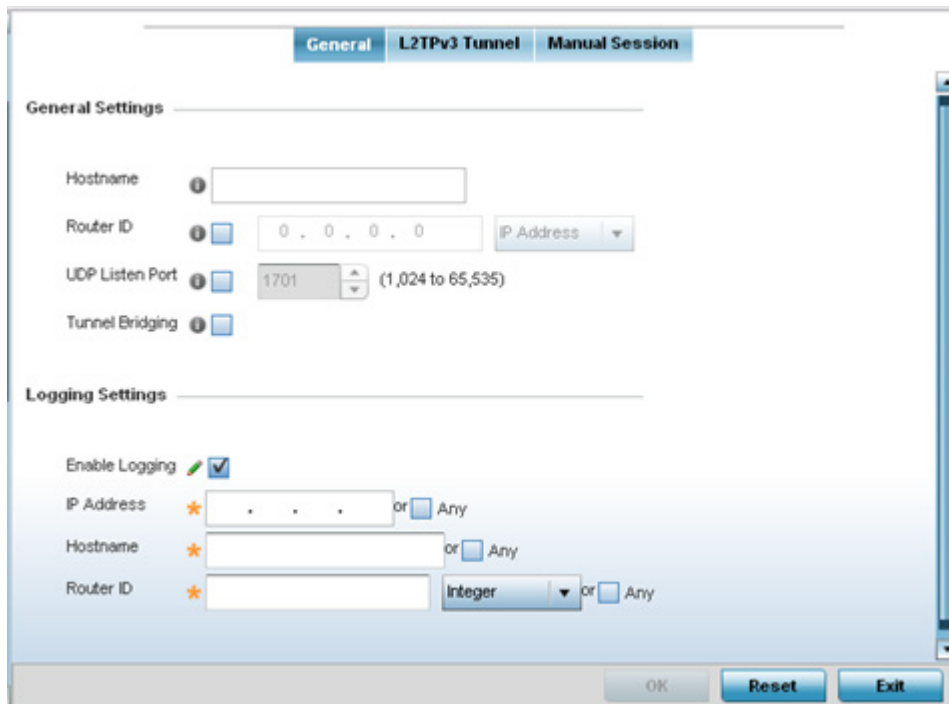 General L2TPv3 Tunnel Manual Session
General Settings
Hostname
Router ID 0 . 0 . 0 . 0 IP Address
UDP Listen Port 1701 (1,024 to 65,535)
Tunnel Bridging
Logging Settings
Enable Logging
IP Address . . . or Any
Hostname or Any
Router ID Integer or Any
OK Reset Exit